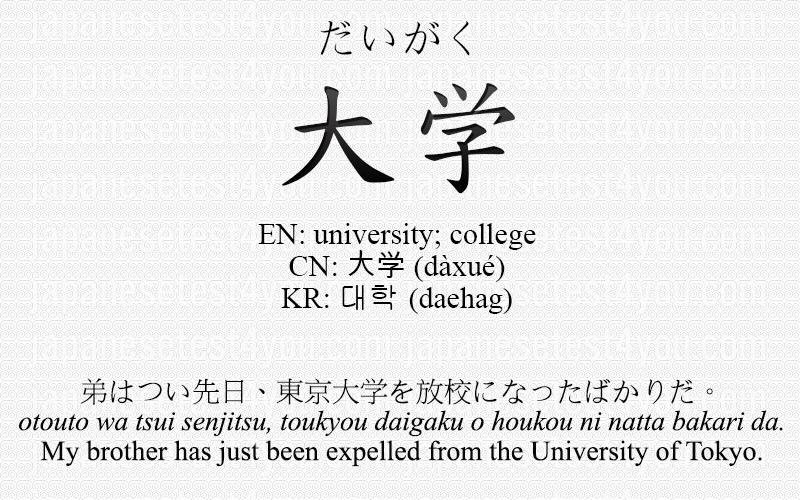 だいがく
大学
EN: university; college
CN: 大学 (dàxué)
KR: 대학 (daehag)
弟はつい先日、東京大学を放校になったばかりだ。
otouto wa tsui senjitsu, toukyou daigaku o houkou ni natta bakari da.
My brother has just been expelled from the University of Tokyo.